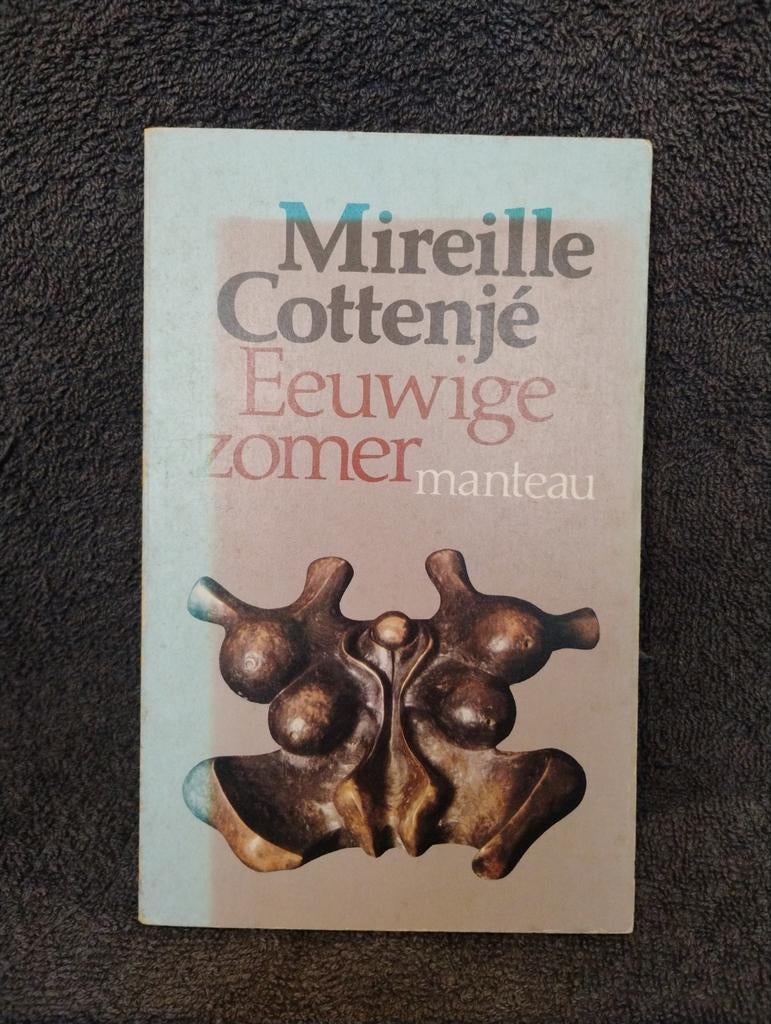 Mireille
Cottenjé
Eeuwige
zomer manteau